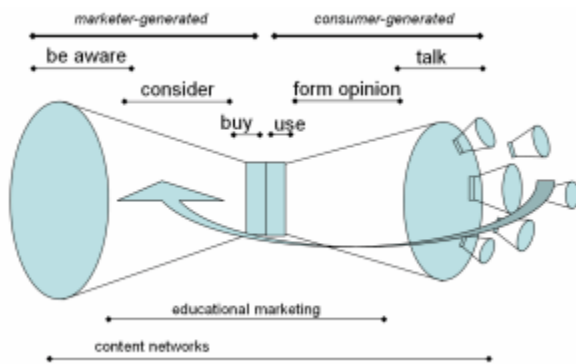 marketer-generated consumer-generated
be aware talk
consider form opinion
buy use
educational marketing
content networks